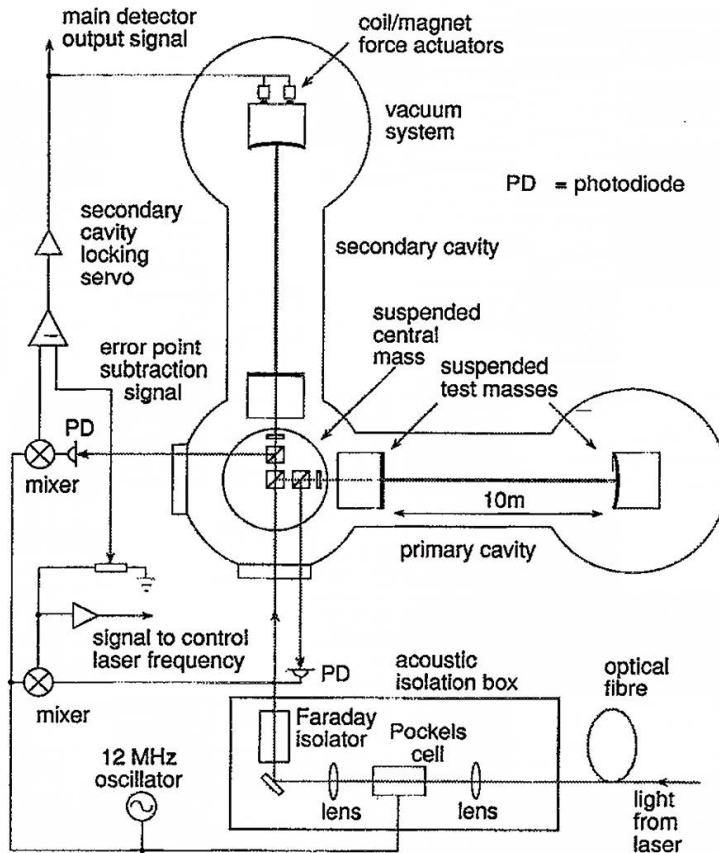 main detector
output signal
coil/magnet
force actuators
vacuum
system
PD = photodiode
secondary
cavity
locking
servo
secondary cavity
suspended
central
mass
error point
subtraction
signal
suspended
test masses
PD
mixer
10m
primary cavity
signal to control
laser frequency
PD
mixer
acoustic
isolation box
optical
fibre
Faraday
isolator
Pockels
cell
12 MHz
oscillator
lens
lens
light
from
laser